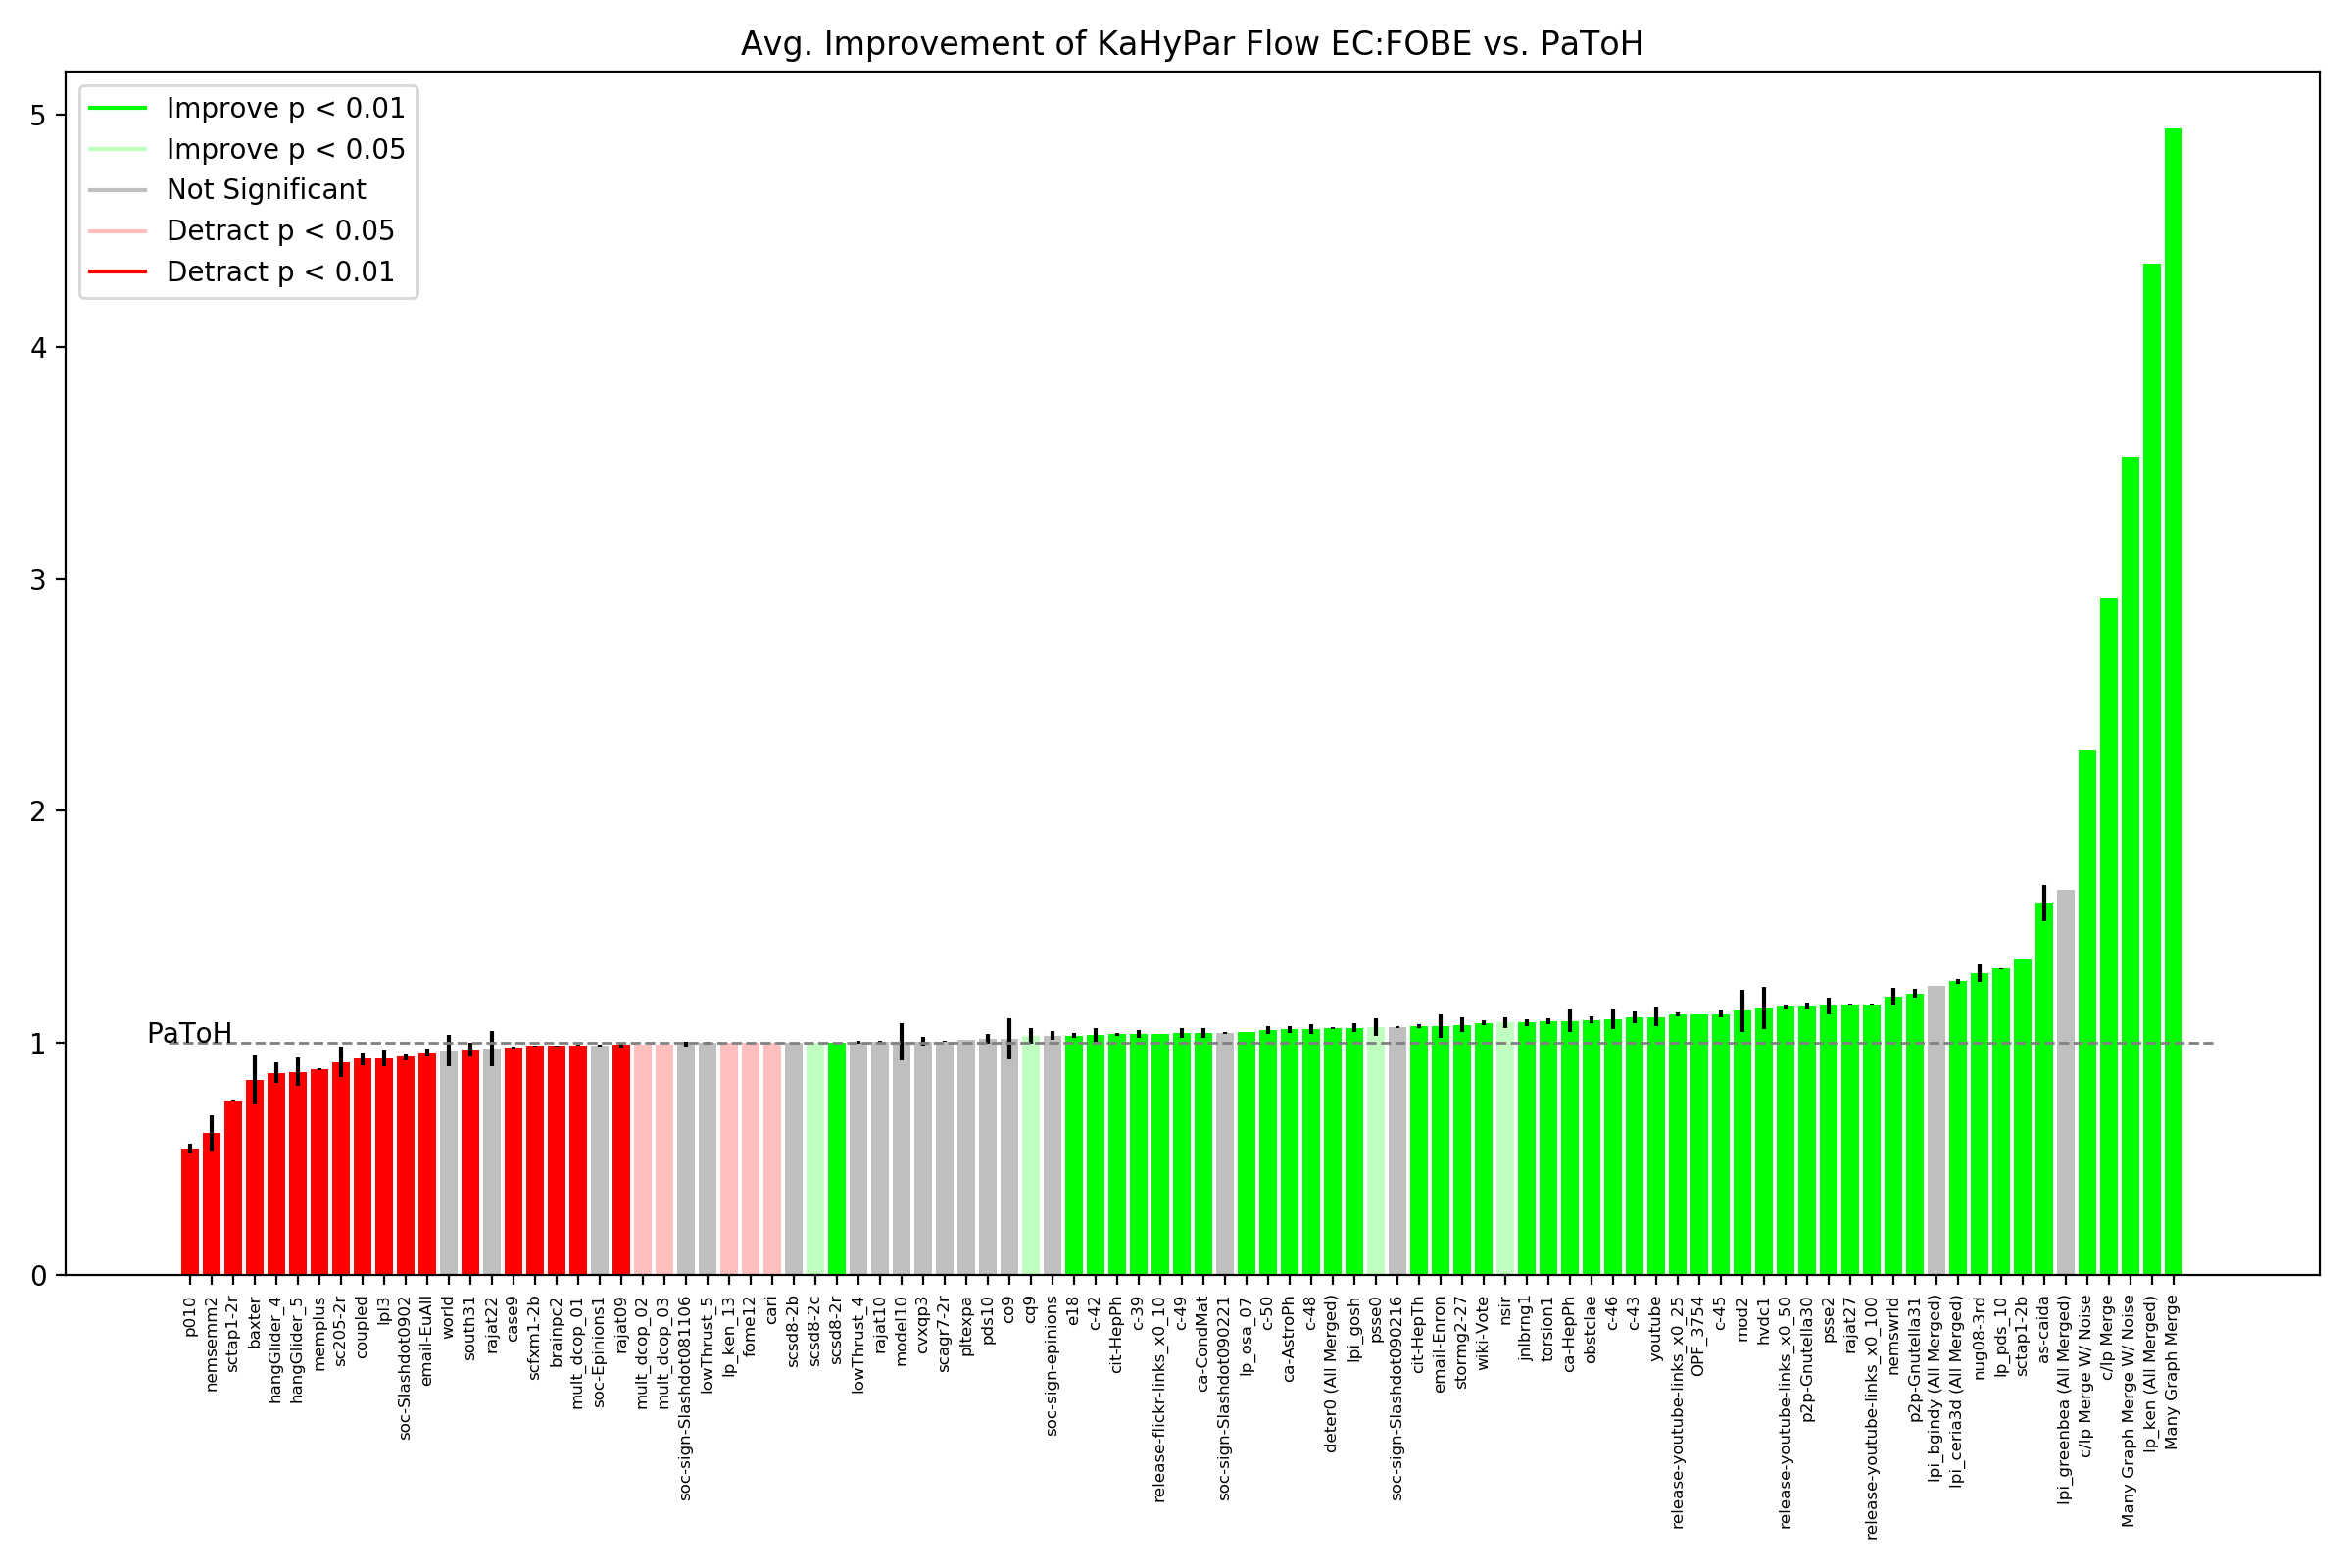 Avg. Improvement of KaHyPar Flow EC:FOBE vs. PaToH
Improve p < 0.01
Improve p < 0.05
Not Significant
Detract p < 0.05
Detract p < 0.01
5
4
3
2
1
0
PaToH
p010
nemsemm2
sctap1-2r
baxter
hangGlider_4
hangGlider_5
memplus
sc205-2r
coupled
lpl3
soc-Slashdot0902
email-EuAll
world
south31
rajat22
case9
scfxm1-2b
brainpc2
mult_dcop_01
soc-Epinions1
rajat09
mult_dcop_02
mult_dcop_03
soc-sign-Slashdot081106
lowThrust_5
lp_ken_13
fome12
cari
scsd8-2b
scsd8-2c
scsd8-2r
lowThrust_4
rajat10
model10
cvxqp3
scagr7-2r
pltexpa
pds10
co9
cq9
soc-sign-epinions
e18
c-42
cit-HepPh
c-39
release-flickr-links_x0_10
c-49
ca-CondMat
soc-sign-Slashdot090221
lp_osa_07
c-50
ca-AstroPh
c-48
deter0 (All Merged)
lpi_gosh
psse0
soc-sign-Slashdot090216
cit-HepTh
email-Enron
stormg2-27
wiki-Vote
nsir
jnlbrng1
torsion1
ca-HepPh
obstclae
c-46
c-43
youtube
release-youtube-links_x0_25
OPF_3754
c-45
mod2
hvdc1
release-youtube-links_x0_50
p2p-Gnutella30
psse2
rajat27
release-youtube-links_x0_100
nemswrld
p2p-Gnutella31
lpi_bgindy (All Merged)
lpi_ceria3d (All Merged)
nug08-3rd
lp_pds_10
sctap1-2b
as-caida
lpi_greenbea (All Merged)
c/lp Merge W/ Noise
c/lp Merge
Many Graph Merge W/ Noise
lp_ken (All Merged)
Many Graph Merge